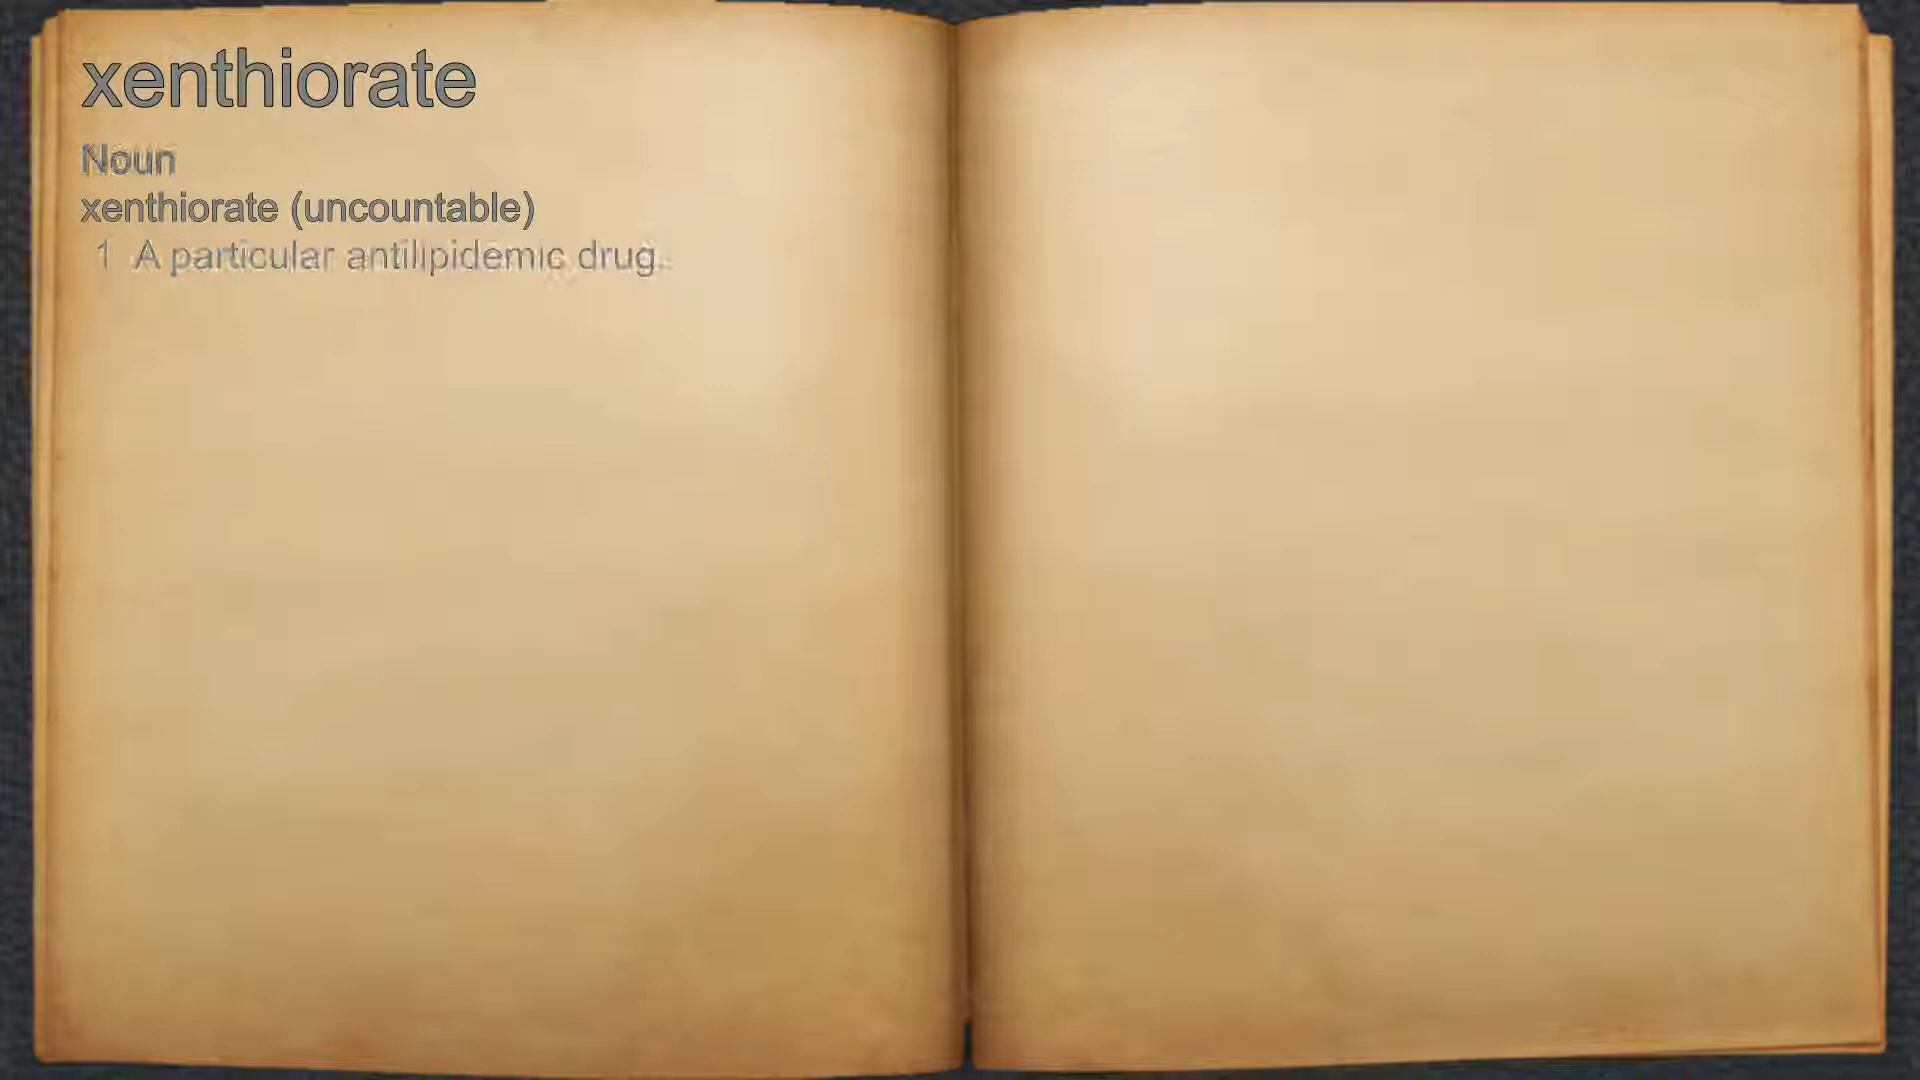 xenthiorate
Noun
xenthiorate (uncountable)
1 A particular antilipidemic drug.